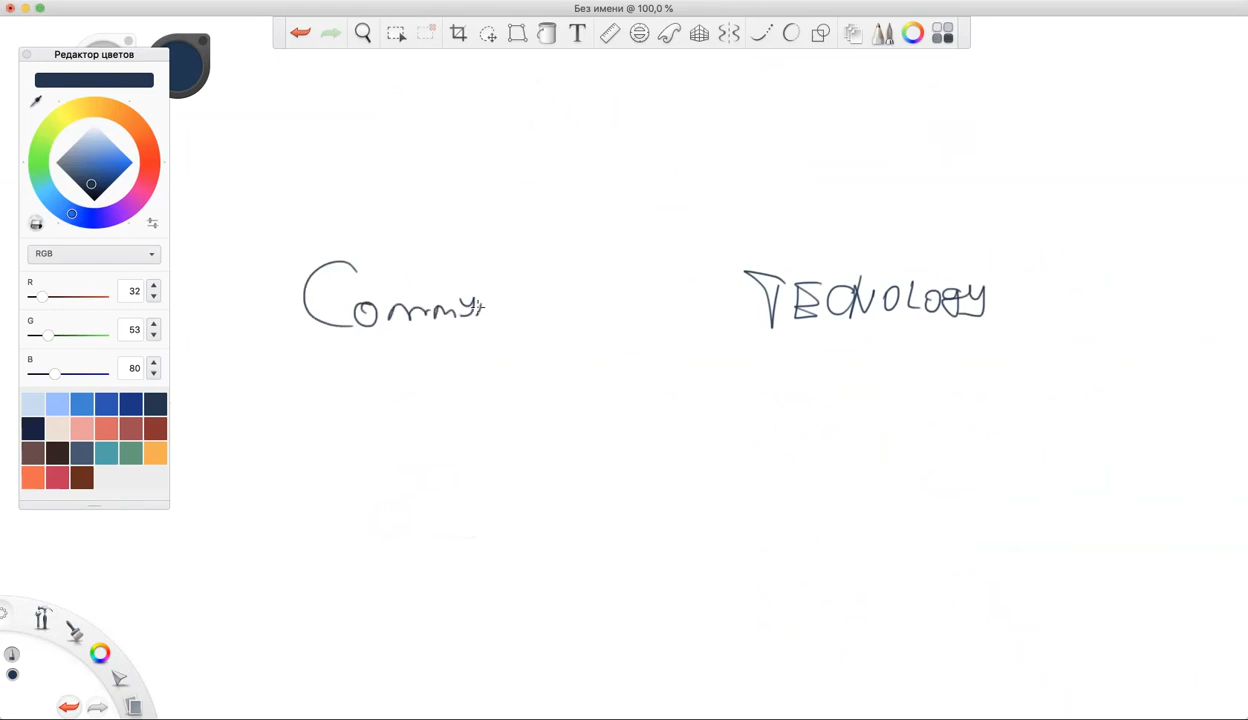 Без имени @ 100,0 %
Редактор цветов
RGB
R
32
G
53
B
80
Commy
TECNOLOGY